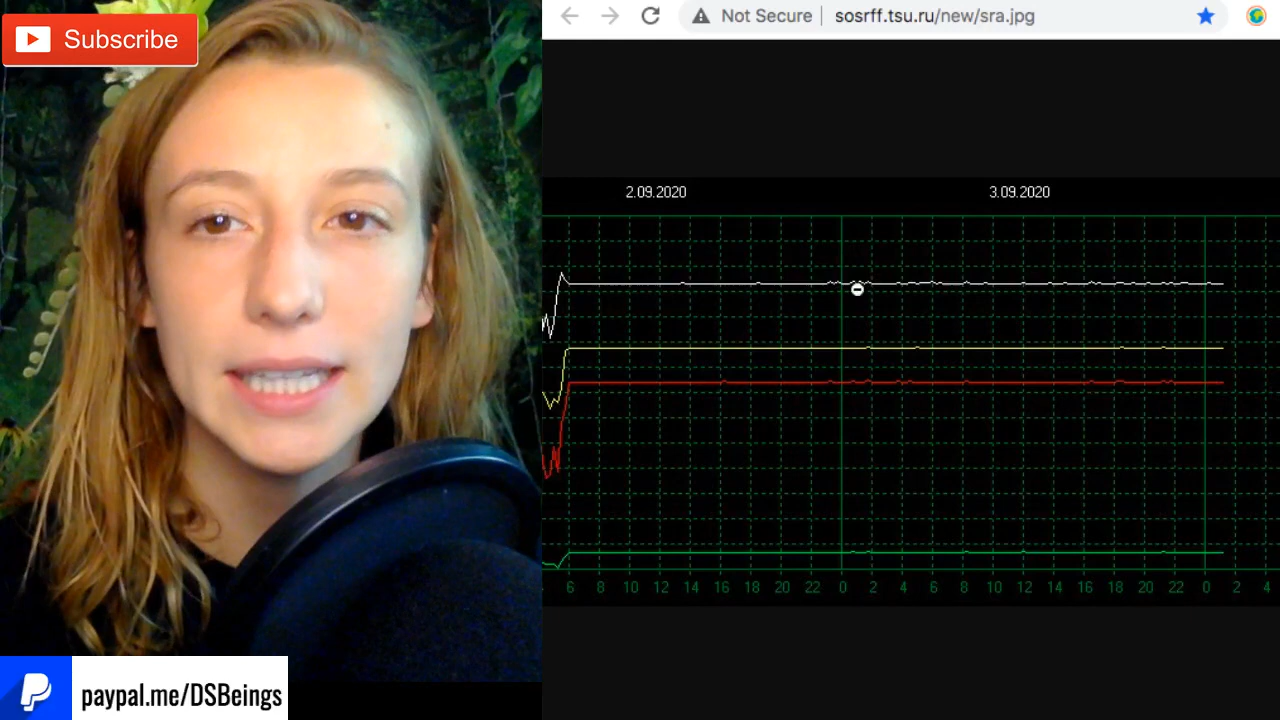 Subscribe
Not Secure
sosrff.tsu.ru/new/sra.jpg
2.09.2020
3.09.2020
6 8 10 12 14 16 18 20 22 0 2 4 6 8 10 12 14 16 18 20 22 0 2 4
paypal.me/DSBeings